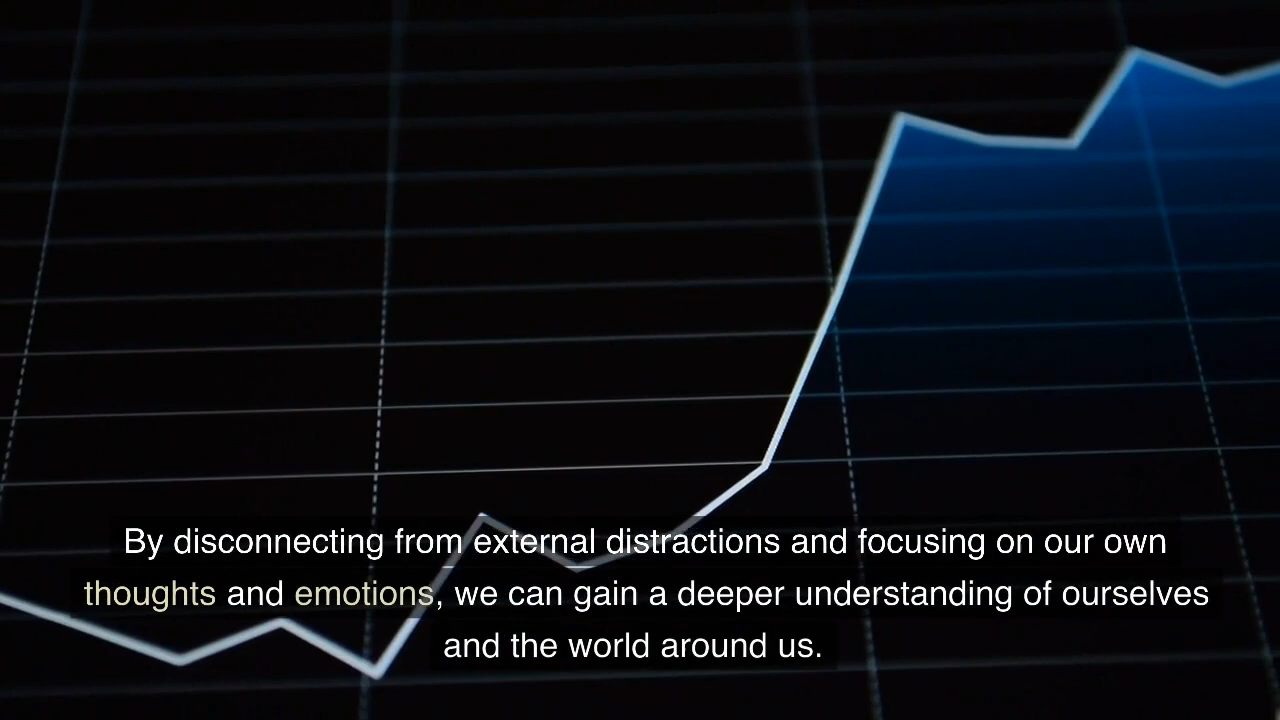 By disconnecting from external distractions and focusing on our own
thoughts and emotions, we can gain a deeper understanding of ourselves
and the world around us.